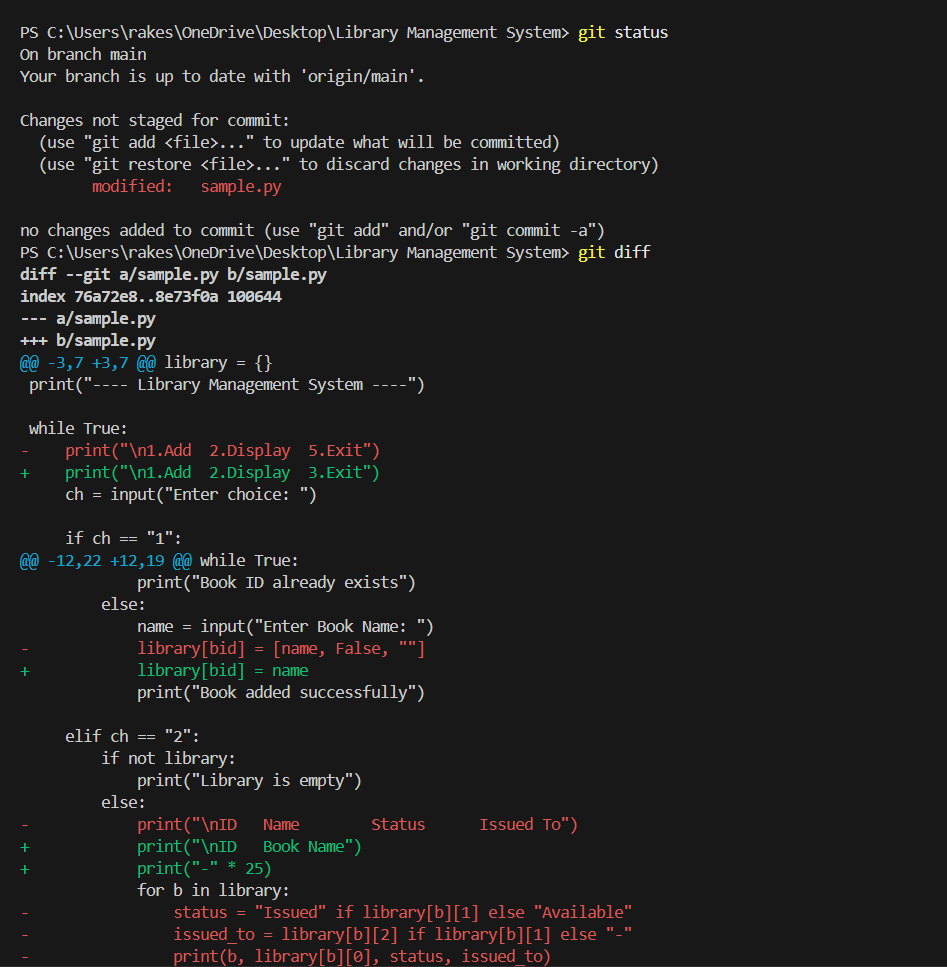 PS C:\Users\rakes\OneDrive\Desktop\Library Management System> git status
On branch main
Your branch is up to date with 'origin/main'.

Changes not staged for commit:
  (use "git add <file>..." to update what will be committed)
  (use "git restore <file>..." to discard changes in working directory)
        modified:   sample.py

no changes added to commit (use "git add" and/or "git commit -a")
PS C:\Users\rakes\OneDrive\Desktop\Library Management System> git diff
diff --git a/sample.py b/sample.py
index 76a72e8..8e73f0a 100644
--- a/sample.py
+++ b/sample.py
@@ -3,7 +3,7 @@ library = {}
 print("---- Library Management System ----")

 while True:
-    print("\n1.Add  2.Display  5.Exit")
+    print("\n1.Add  2.Display  3.Exit")
     ch = input("Enter choice: ")

     if ch == "1":
@@ -12,22 +12,19 @@ while True:
             print("Book ID already exists")
         else:
             name = input("Enter Book Name: ")
-            library[bid] = [name, False, ""]
+            library[bid] = name
             print("Book added successfully")

     elif ch == "2":
         if not library:
             print("Library is empty")
         else:
-            print("\nID   Name        Status      Issued To")
+            print("\nID   Book Name")
+            print("-" * 25)
             for b in library:
-                status = "Issued" if library[b][1] else "Available"
-                issued_to = library[b][2] if library[b][1] else "-"
-                print(b, library[b][0], status, issued_to)